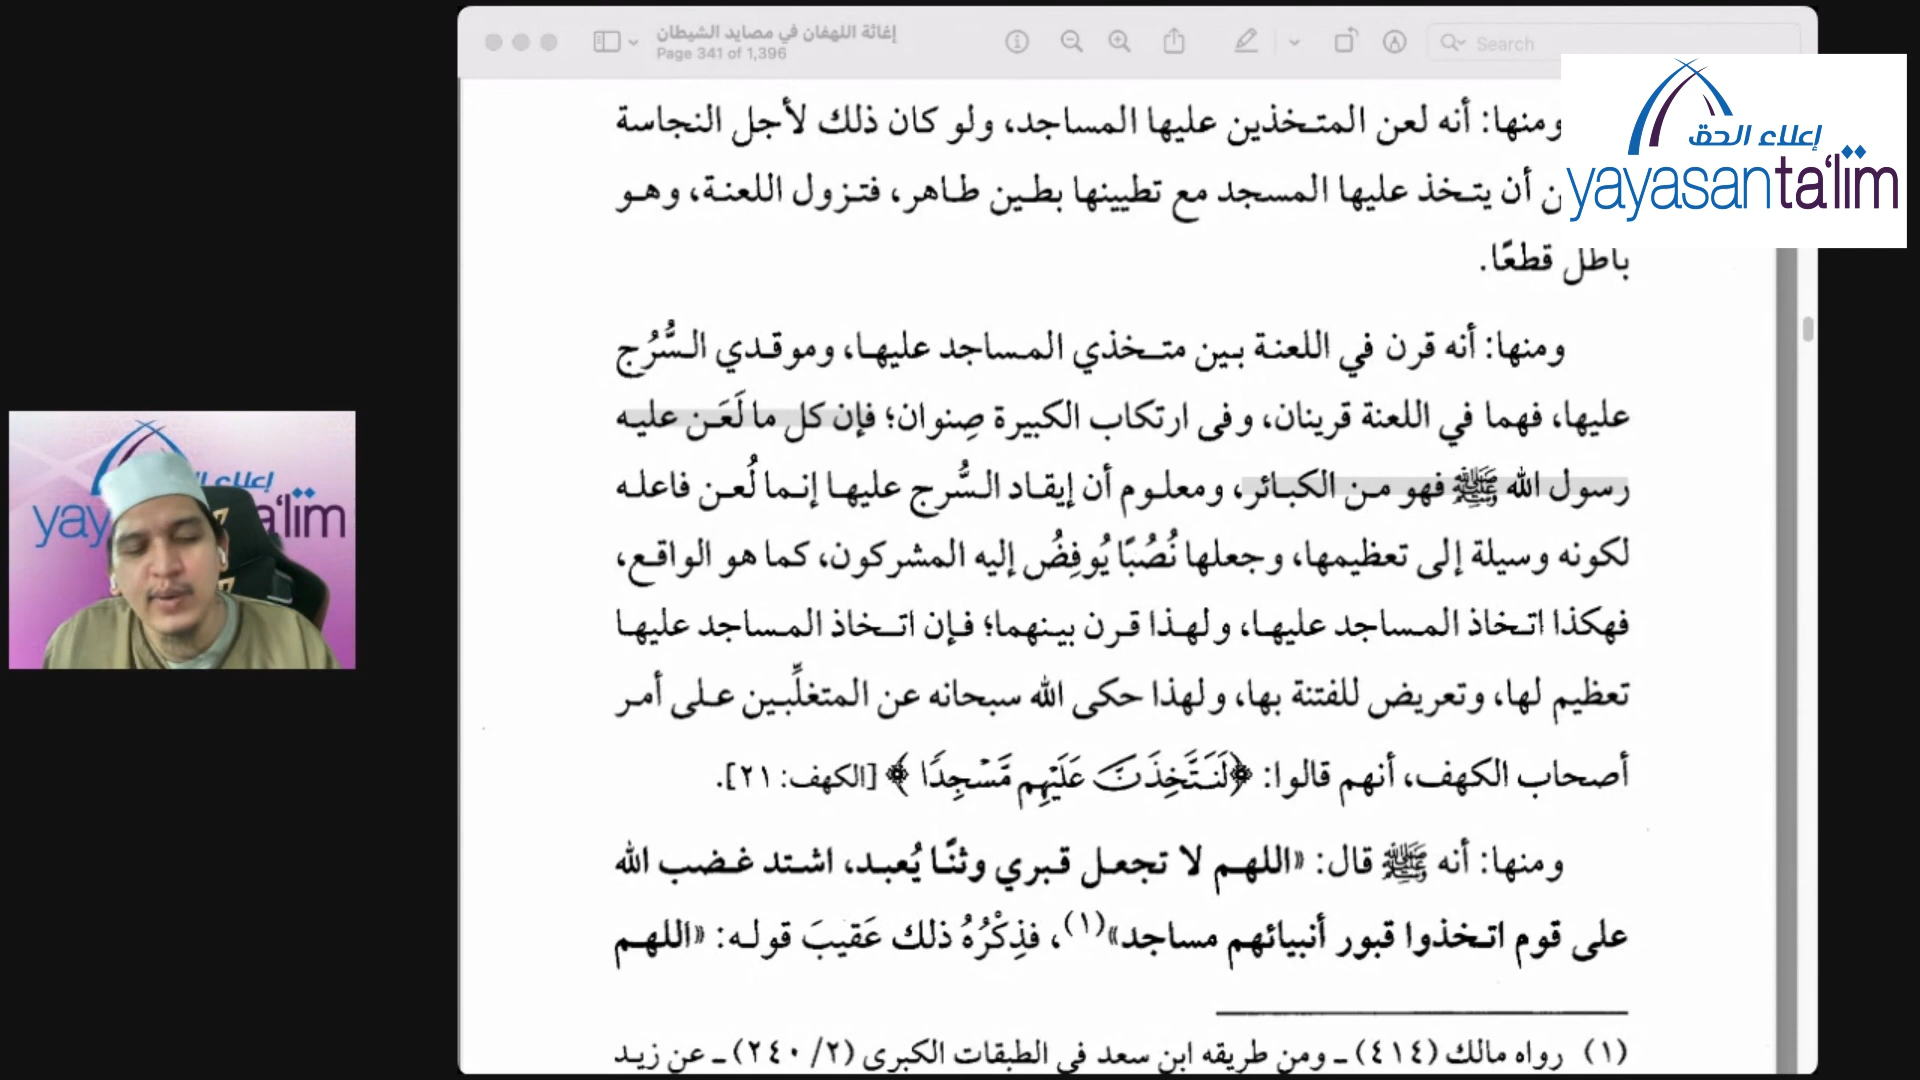 إغاثة اللهفان في مصايد الشيطان
Page 341 of 1,396
Search
إعلاء الحق
yayasanta'lim
ومنها: أنه لعن المتخذين عليها المساجد، ولو كان ذلك لأجل النجاسة
ن أن يتخذ عليها المسجد مع تطيينها بطين طاهر، فتزول اللعنة، وهو
باطل قطعًا.
ومنها: أنه قرن في اللعنة بين متخذي المساجد عليها، وموقدي السُّرُج
عليها، فهما في اللعنة قرينان، وفى ارتكاب الكبيرة صِنوان؛ فإن كل ما لَعَن عليه
رسول الله ﷺ فهو من الكبائر، ومعلوم أن إيقاد السُّرج عليها إنما لُعن فاعله
لكونه وسيلة إلى تعظيمها، وجعلها نُصُبًا يُوفِضُ إليه المشركون، كما هو الواقع،
فهكذا اتخاذ المساجد عليها، ولهذا قرن بينهما؛ فإن اتخاذ المساجد عليها
تعظيم لها، وتعريض للفتنة بها، ولهذا حكى الله سبحانه عن المتغلِّبين على أمر
أصحاب الكهف، أنهم قالوا: ﴿لَنَتَّخِذَنَّ عَلَيْهِم مَّسْجِدًا﴾ [الكهف: ٢١].
ومنها: أنه ﷺ قال: «اللهم لا تجعل قبري وثنًا يُعبد، اشتد غضب الله
على قوم اتخذوا قبور أنبيائهم مساجد»(١)، فذِكْرُهُ ذلك عَقيبَ قوله: «اللهم
(١) رواه مالك (٤١٤) ـ ومن طريقه ابن سعد في الطبقات الكبرى (٢/ ٢٤٠) ـ عن زيد
إعلاء
yay a'lim